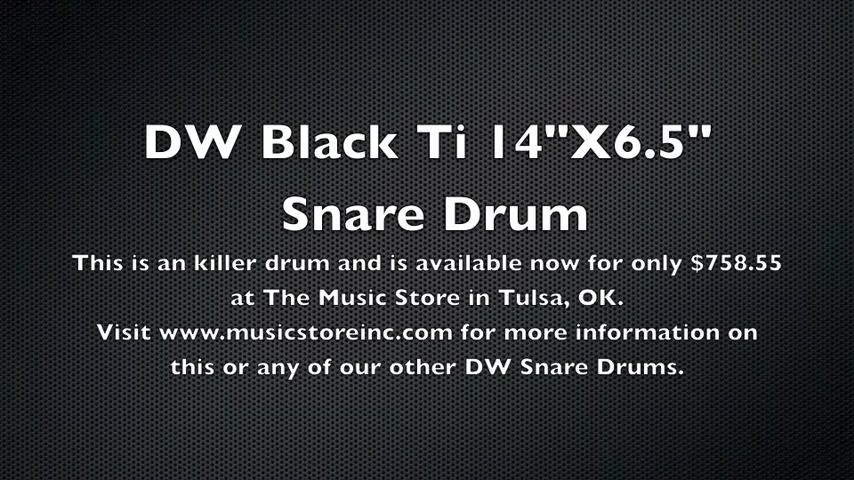 DW Black Ti 14"X6.5"
Snare Drum
This is an killer drum and is available now for only $758.55
at The Music Store in Tulsa, OK.
Visit www.musicstoreinc.com for more information on
this or any of our other DW Snare Drums.